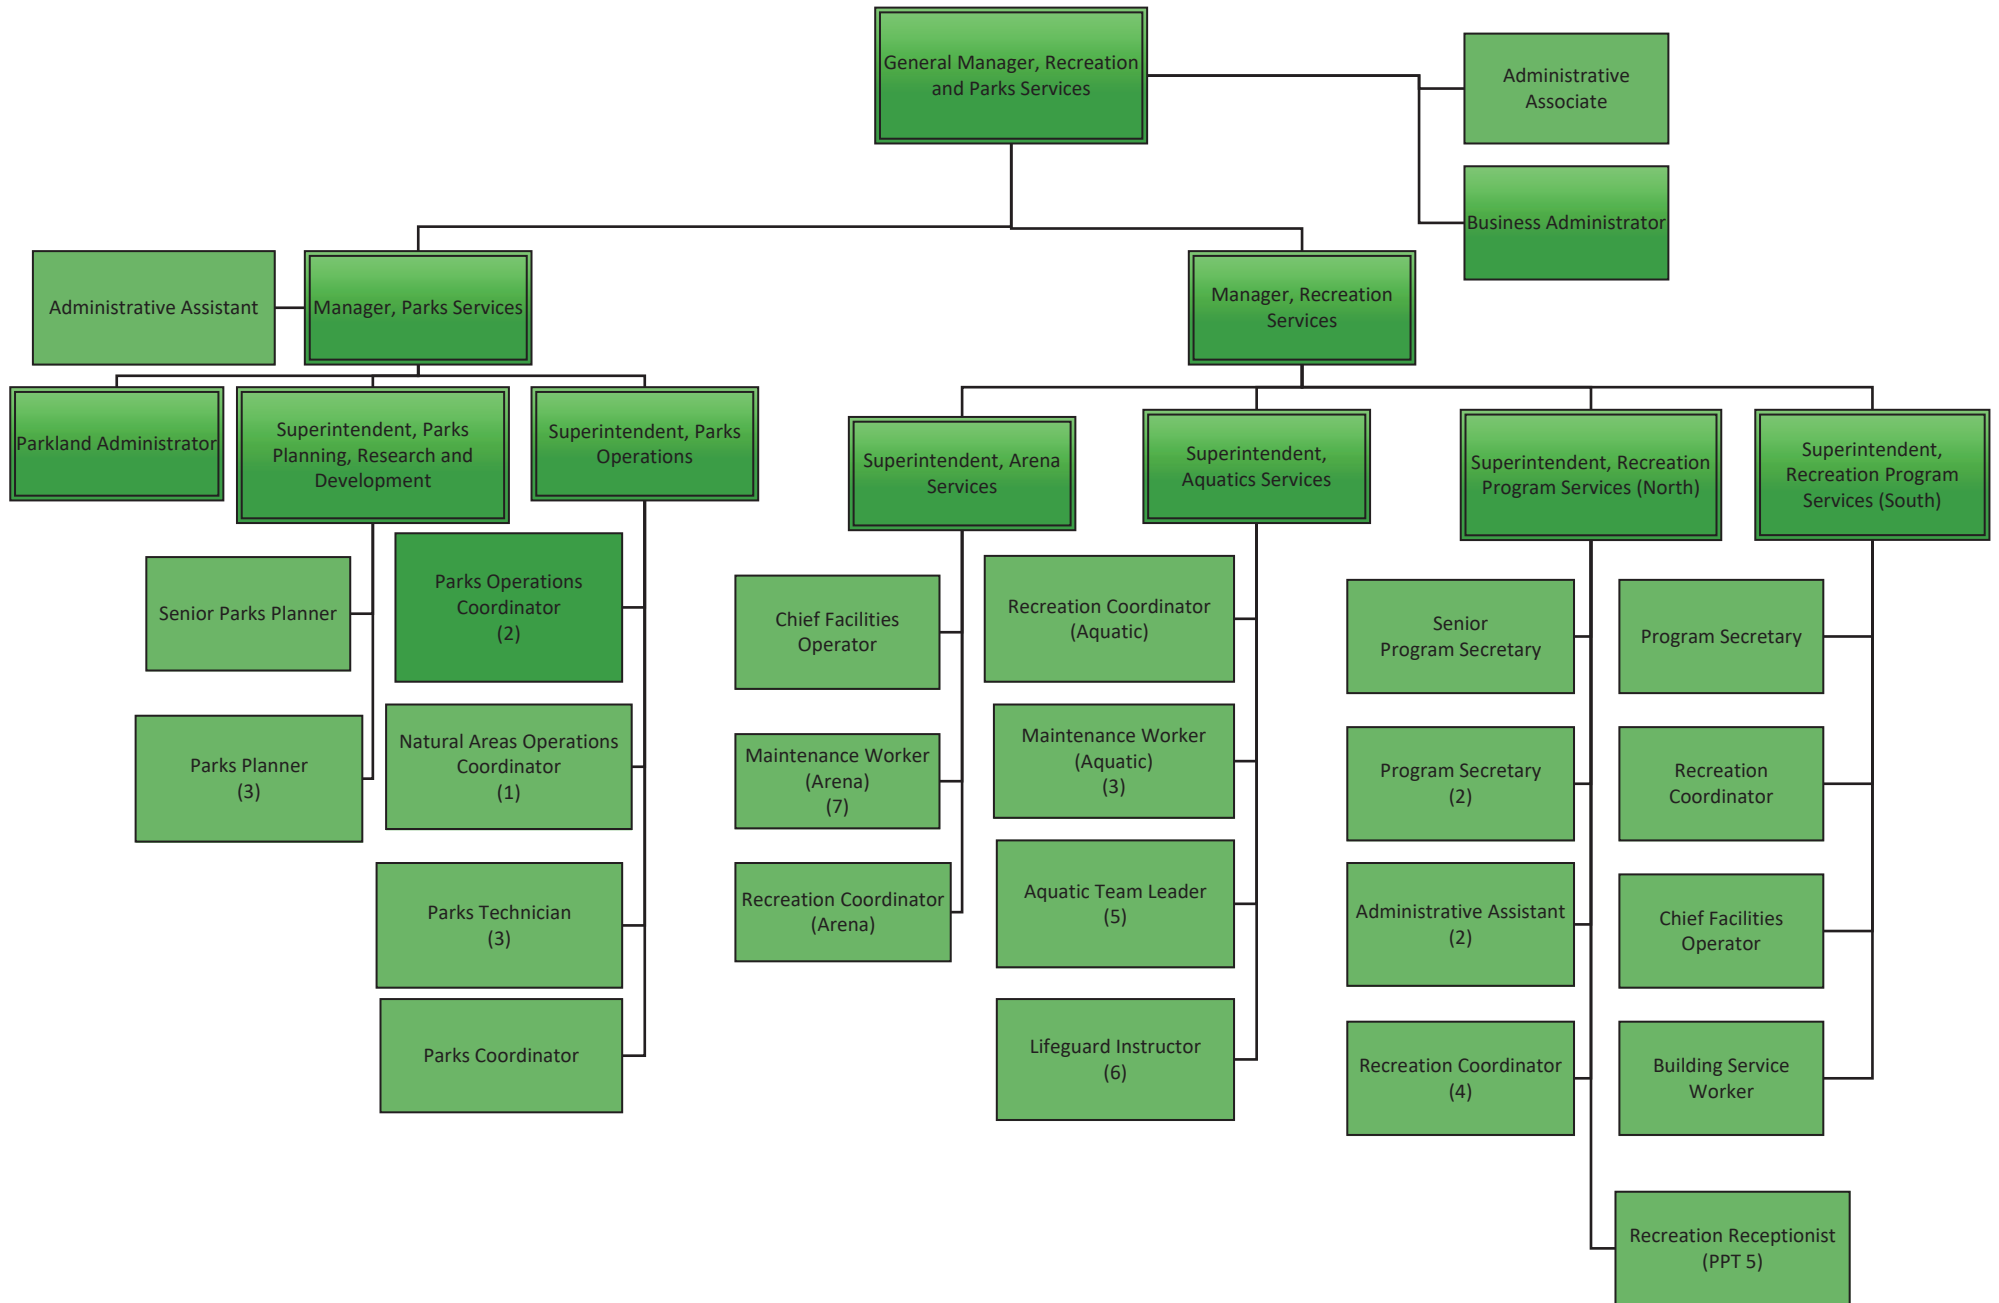 General Manager, Recreation
and Parks Services
Administrative
Associate
Business Administrator
Administrative Assistant
Manager, Parks Services
Manager, Recreation
Services
Parkland Administrator
Superintendent, Parks
Planning, Research and
Development
Superintendent, Parks
Operations
Superintendent, Arena
Services
Superintendent,
Aquatics Services
Superintendent, Recreation
Program Services (North)
Superintendent,
Recreation Program
Services (South)
Senior Parks Planner
Parks Planner
(3)
Parks Operations
Coordinator
(2)
Natural Areas Operations
Coordinator
(1)
Parks Technician
(3)
Parks Coordinator
Chief Facilities
Operator
Maintenance Worker
(Arena)
(7)
Recreation Coordinator
(Arena)
Recreation Coordinator
(Aquatic)
Maintenance Worker
(Aquatic)
(3)
Aquatic Team Leader
(5)
Lifeguard Instructor
(6)
Senior
Program Secretary
Program Secretary
(2)
Administrative Assistant
(2)
Recreation Coordinator
(4)
Recreation Receptionist
(PPT 5)
Program Secretary
Recreation
Coordinator
Chief Facilities
Operator
Building Service
Worker